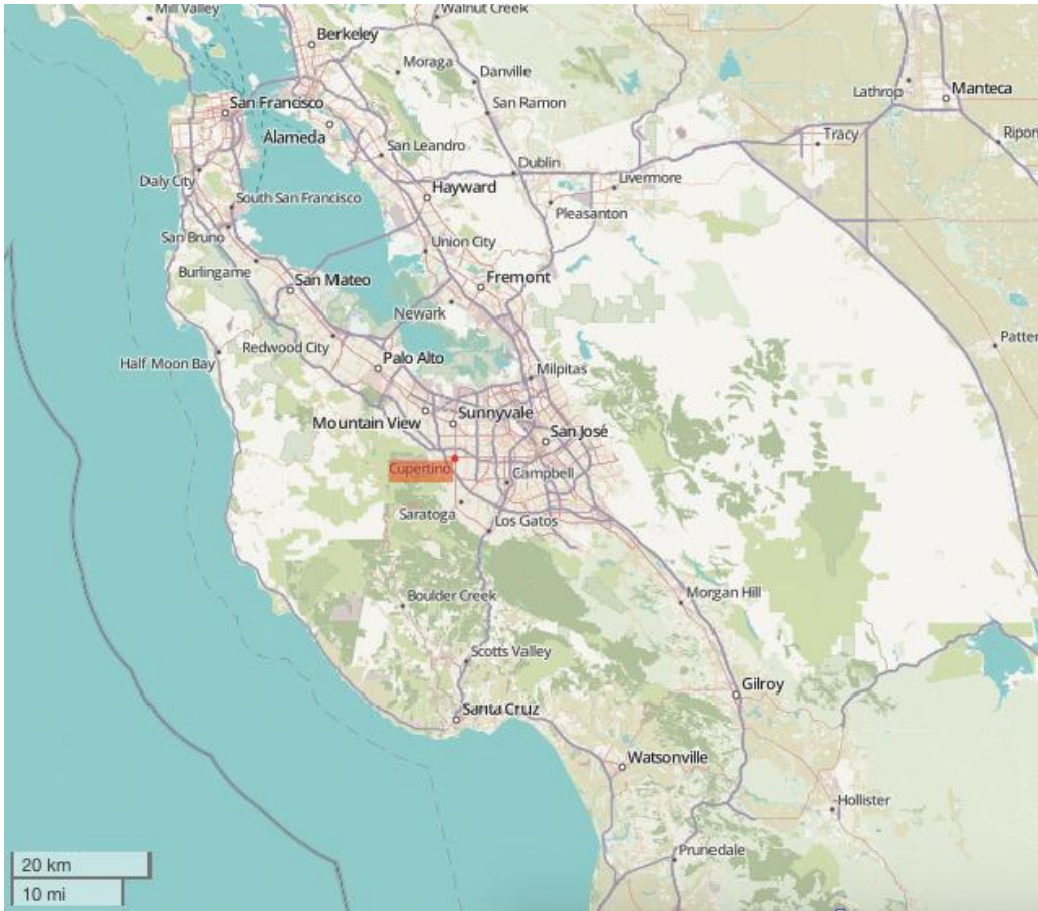 Mill Valley
Walnut Creek
Berkeley
Moraga
Danville
Lathrop
Manteca
San Francisco
San Ramon
Alameda
Tracy
Ripon
San Leandro
Dialy City
Dublin
Livermore
South San Francisco
Hayward
Pleasanton
San Bruno
Union City
Burlingame
San Mateo
Fremont
Newark
Redwood City
Patter
Half Moon Bay
Palo Alto
Milpitas
Mountain View
Sunnyvale
San José
Cupertino
Campbell
Saratoga
Los Gatos
Boulder Creek
Morgan Hill
Scotts Valley
Gilroy
Santa Cruz
Watsonville
Hollister
Prunedale
20 km
10 mi